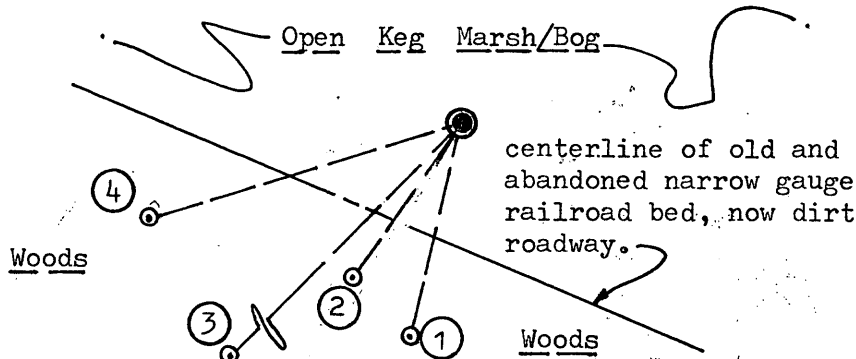 Open Keg Marsh/Bog
centerline of old and
abandoned narrow gauge
railroad bed, now dirt
roadway.
4
Woods
2
3
1
Woods